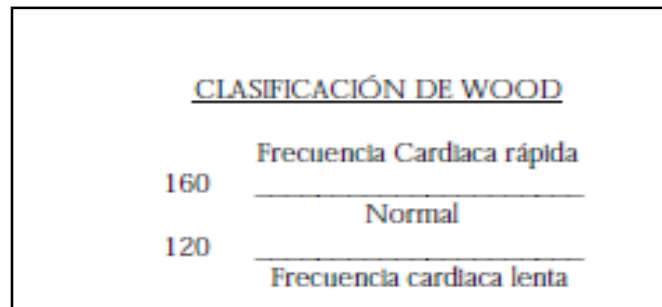 CLASIFICACIÓN DE WOOD
Frecuencia Cardiaca rápida
160
Normal
120
Frecuencia cardiaca lenta